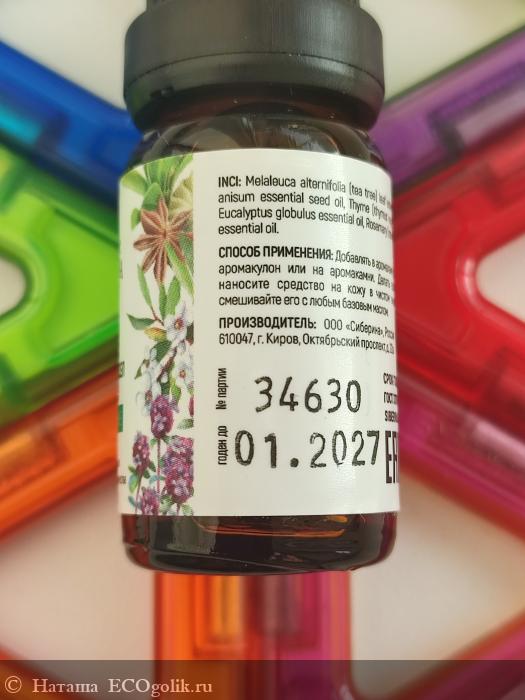 INCI: Melaleuca alternifolia (tea tree) leaf
anisum essential seed oil, Thyme (thymus
Eucalyptus globulus essential oil, Rosemary
essential oil.
СПОСОБ ПРИМЕНЕНИЯ: Добавлять в
аромакулон или на аромакамни.
наносите средство на кожу в чистом
смешивайте его с любым базовым маслом.
ПРОИЗВОДИТЕЛЬ: ООО «Сиберина»,
610047, г. Киров, Октябрьский проспект, д.
№ партии
34630
годен до
01.2027
© Наташа ECOgolik.ru